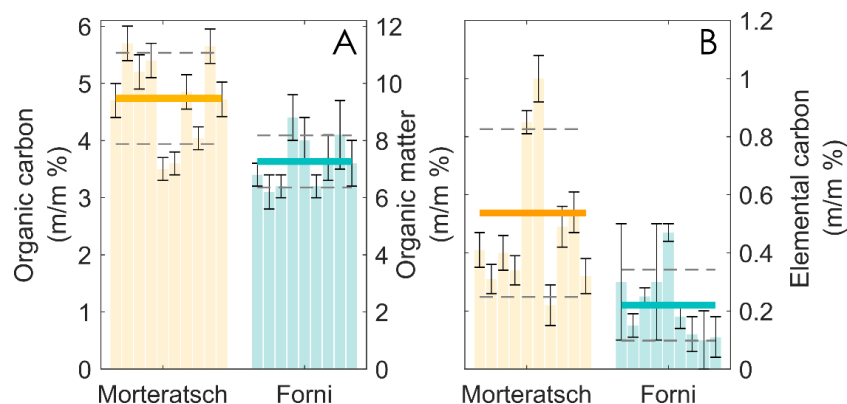 A
Organic carbon
(m/m %)
6
5
4
3
2
1
0
12
10
8
6
4
2
0
Organic matter
(m/m %)
Morteratsch
Forni
B
1.2
1
0.8
0.6
0.4
0.2
0
Elemental carbon
(m/m %)
Morteratsch
Forni